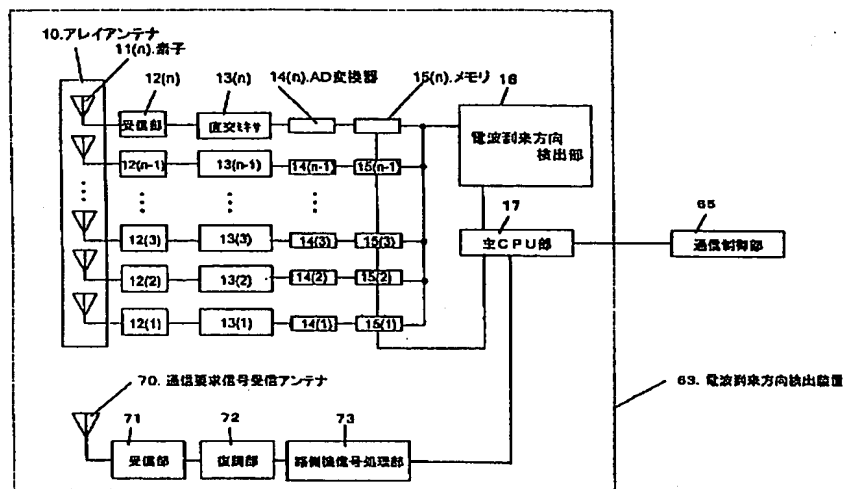 10.アレイアンテナ
11(n).素子
12(n)
13(n)
14(n).AD変換器
15(n).メモリ
16
受信部
直交ミキサ
電波到来方向
検出部
12(n-1)
13(n-1)
14(n-1)
15(n-1)
17
65
12(3)
13(3)
14(3)
15(3)
主CPU部
通信制御部
12(2)
13(2)
14(2)
15(2)
12(1)
13(1)
14(1)
15(1)
70.通信要求信号受信アンテナ
63.電波到来方向検出装置
71
72
73
受信部
復調部
路側機信号処理部